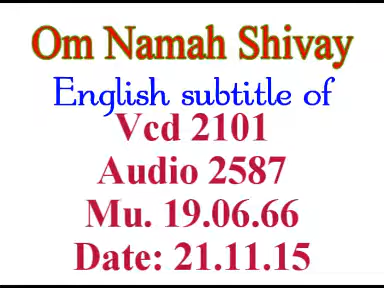 Om Namah Shivay
English subtitle of
Vcd 2101
Audio 2587
Mu. 19.06.66
Date: 21.11.15